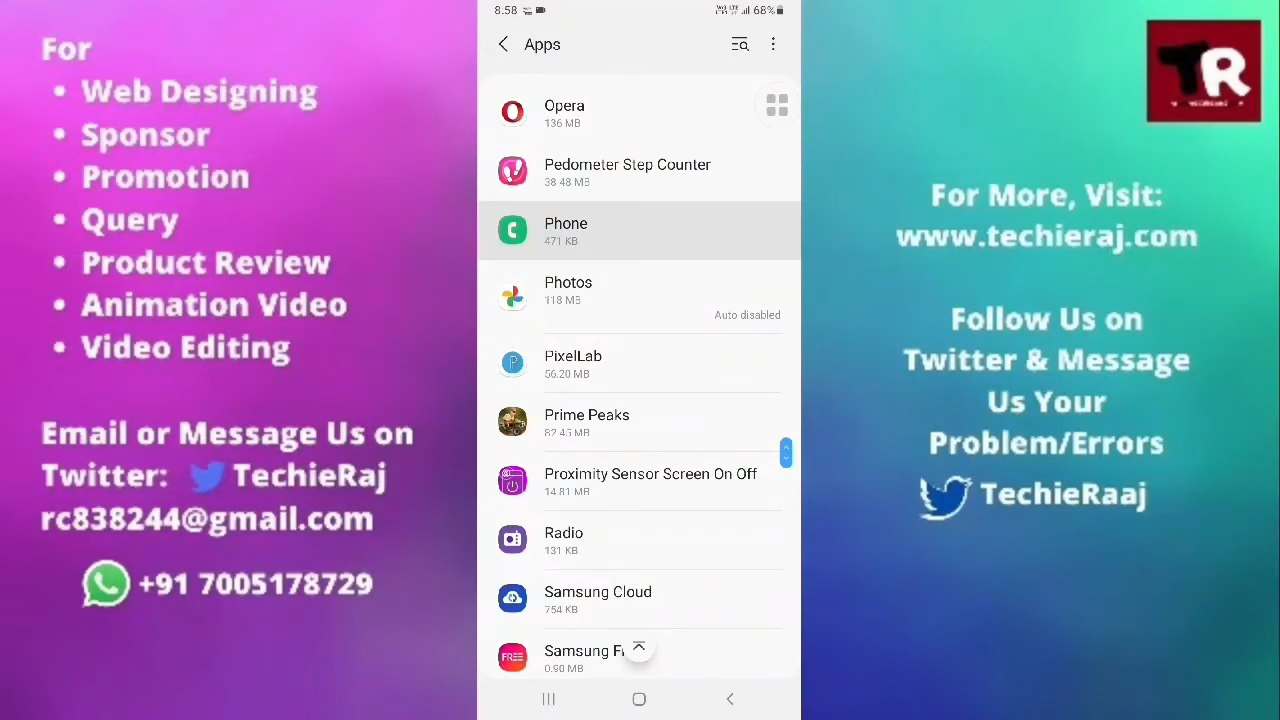 For
• Web Designing
• Sponsor
• Promotion
• Query
• Product Review
• Animation Video
• Video Editing
Email or Message Us on
Twitter: TechieRaj
rc838244@gmail.com
+91 7005178729
8:58
68%
Apps
Opera
136 MB
Pedometer Step Counter
38.48 MB
Phone
471 KB
Photos
118 MB
Auto disabled
PixelLab
56.20 MB
Prime Peaks
82.45 MB
Proximity Sensor Screen On Off
14.81 MB
Radio
131 KB
Samsung Cloud
754 KB
FREE
Samsung
0.90 MB
TR
For More, Visit:
www.techieraj.com
Follow Us on
Twitter & Message
Us Your
Problem/Errors
TechieRaaj